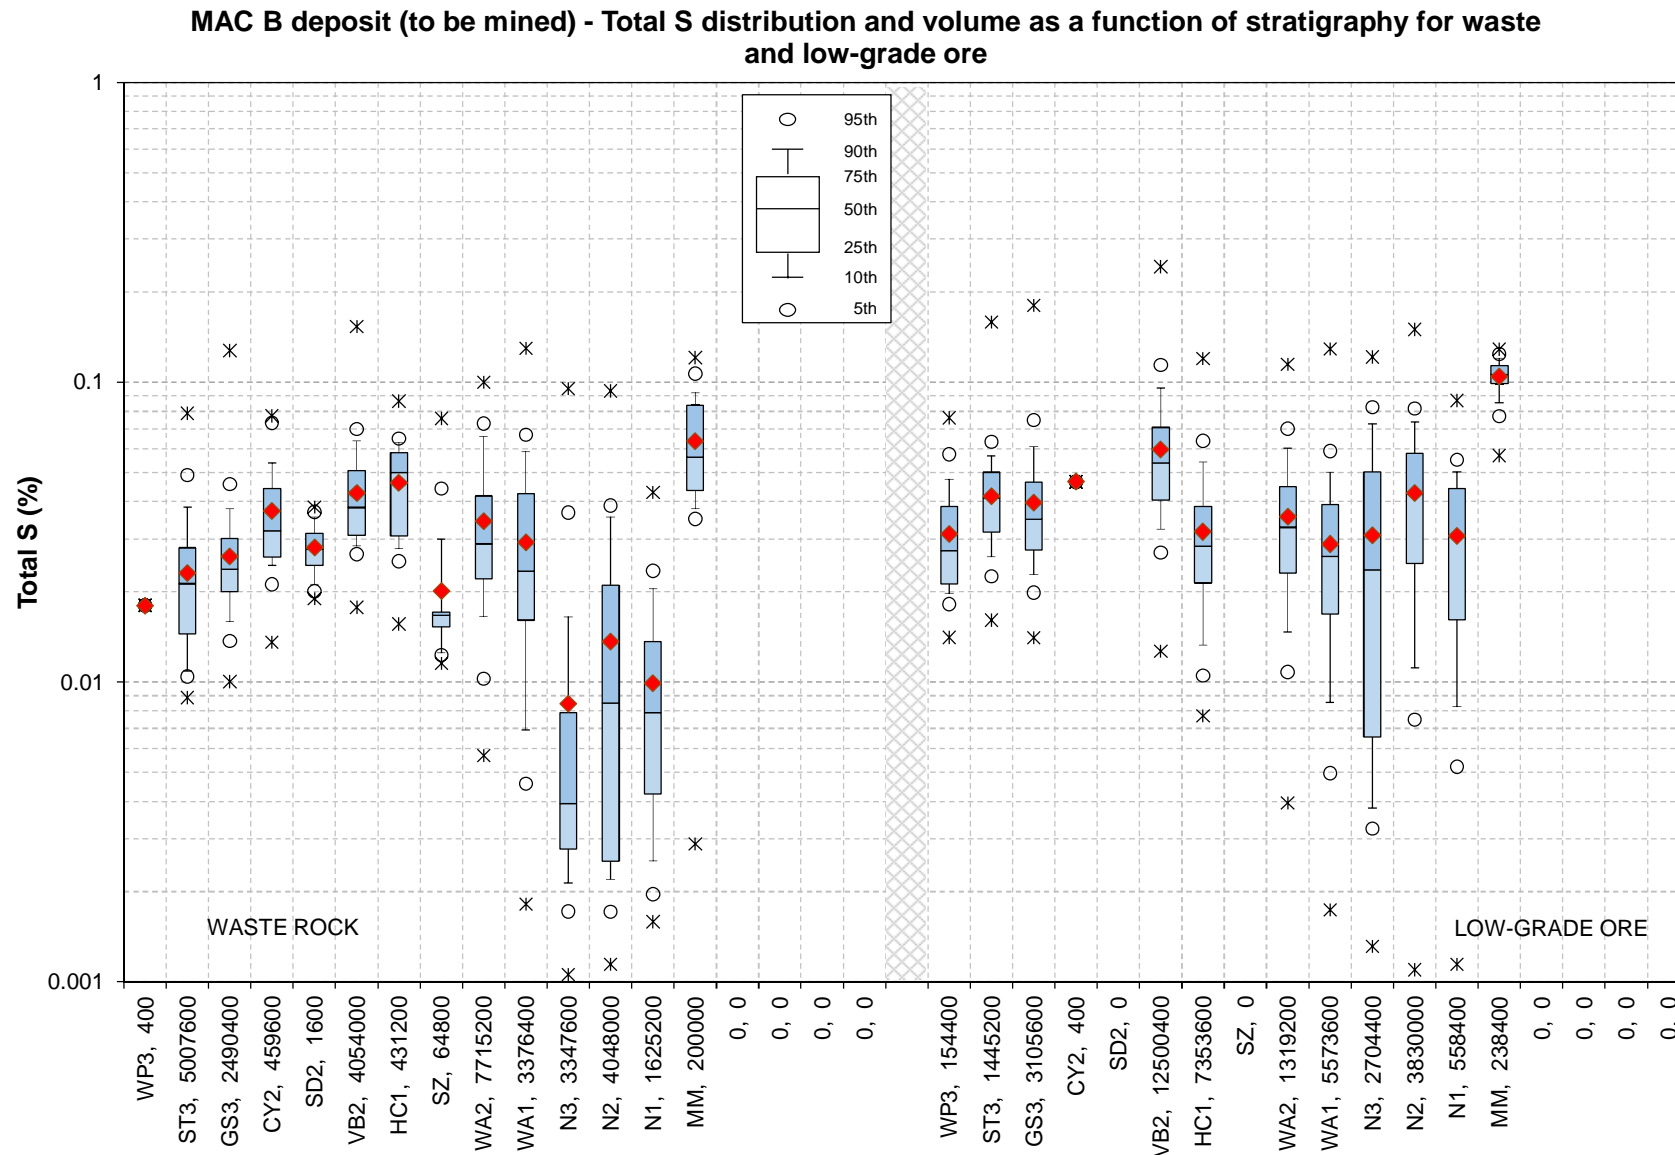 MAC B deposit (to be mined) - Total S distribution and volume as a function of stratigraphy for waste
and low-grade ore
Total S (%)
1
0.1
0.01
0.001
95th
90th
75th
50th
25th
10th
5th
WASTE ROCK
LOW-GRADE ORE
WP3, 400
ST3, 5007600
GS3, 2490400
CY2, 459600
SD2, 1600
VB2, 4054000
HC1, 431200
SZ, 64800
WA2, 7715200
WA1, 3376400
N3, 3347600
N2, 4048000
N1, 1625200
MM, 200000
0, 0
0, 0
0, 0
0, 0
WP3, 154400
ST3, 1445200
GS3, 3105600
CY2, 400
SD2, 0
VB2, 12500400
HC1, 7353600
SZ, 0
WA2, 1319200
WA1, 5573600
N3, 2704400
N2, 3830000
N1, 558400
MM, 2238400
0, 0
0, 0
0, 0
0, 0